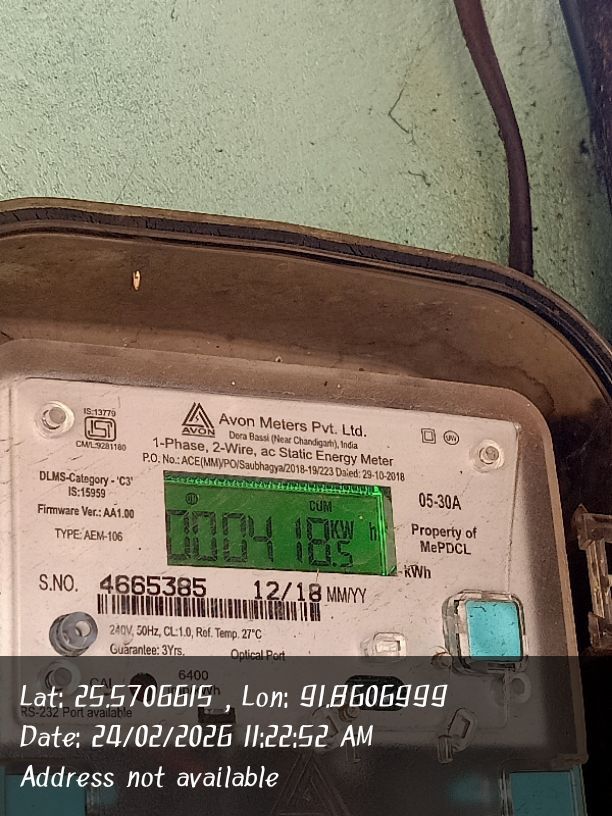 IS:13779
ISI
CM/L:9281180
AVON
Avon Meters Pvt. Ltd.
Dera Bassi (Near Chandigarh), India
1-Phase, 2-Wire, ac Static Energy Meter
P.O. No.: ACE(MM)/PO/Saubhagya/2018-19/223 Dated: 29-10-2018
DLMS-Category - 'C3'
IS:15959
Firmware Ver.: AA1.00
TYPE: AEM-106
CUM
000418.5 KW h
05-30A
Property of
MePDCL
kWh
S.NO. 4665385 12/18 MM/YY
240V, 50Hz, CL:1.0, Ref. Temp. 27°C
Guarantee: 3Yrs. Optical Port
CAL 6400
RS-232 Port available
Lat: 25.5706615 , Lon: 91.8606999
Date: 24/02/2026 11:22:52 AM
Address not available